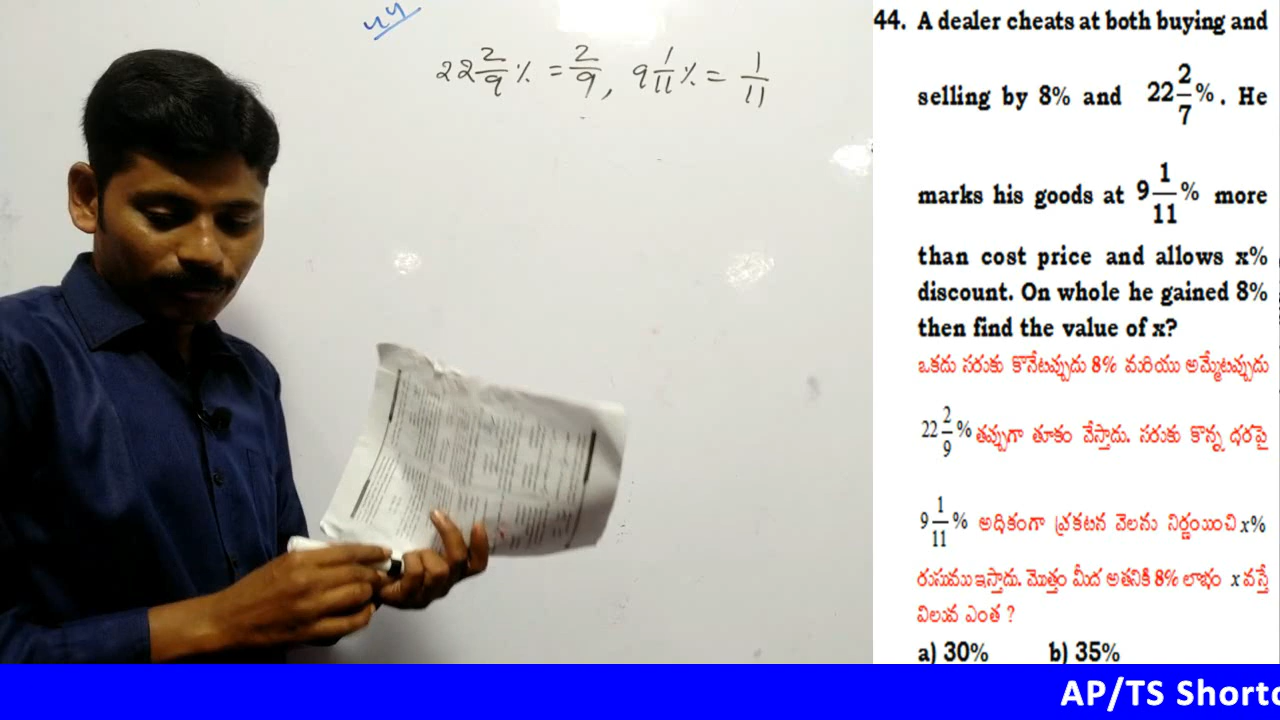 44
22 2/9 % = 2/9, 9 1/11 % = 1/11
44. A dealer cheats at both buying and
selling by 8% and 22 2/7 %. He
marks his goods at 9 1/11 % more
than cost price and allows x%
discount. On whole he gained 8%
then find the value of x?
ఒకడు సరుకు కొనేటప్పుడు 8% మరియు అమ్మేటప్పుడు
22 2/9 % తప్పుగా తూకం వేస్తాడు. సరుకు కొన్న ధరపై
9 1/11 % అధికంగా ప్రకటన వెలను నిర్ణయించి x%
రుసుము ఇస్తాడు. మొత్తం మీద అతనికి 8% లాభం x వస్తే
విలువ ఎంత ?
a) 30% b) 35%
AP/TS Shortc